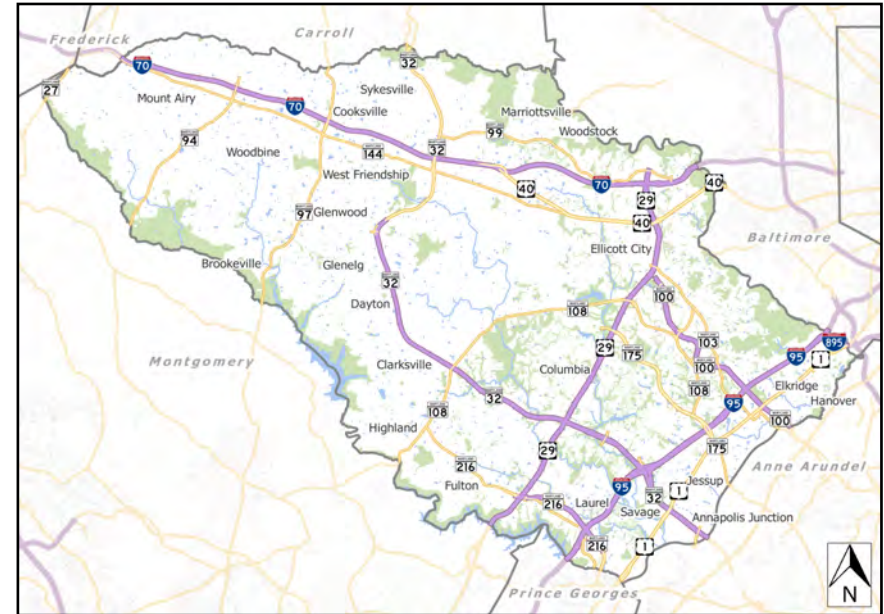 Carroll
Frederick
32
70
27
Sykesville
Mount Airy
70
Cooksville
Marriottsville
99
Woodstock
94
32
Woodbine
144
West Friendship
40
70
40
29
97
Glenwood
40
Baltimore
Ellicott City
Brookeville
Glenelg
32
100
Dayton
108
103
895
29
175
95
1
Montgomery
Clarksville
Columbia
100
Elkridge
32
108
Hanover
95
108
100
Highland
29
175
216
Anne Arundel
Fulton
95
Jessup
1
32
216
Laurel
Savage
Annapolis Junction
216
1
Prince Georges
N